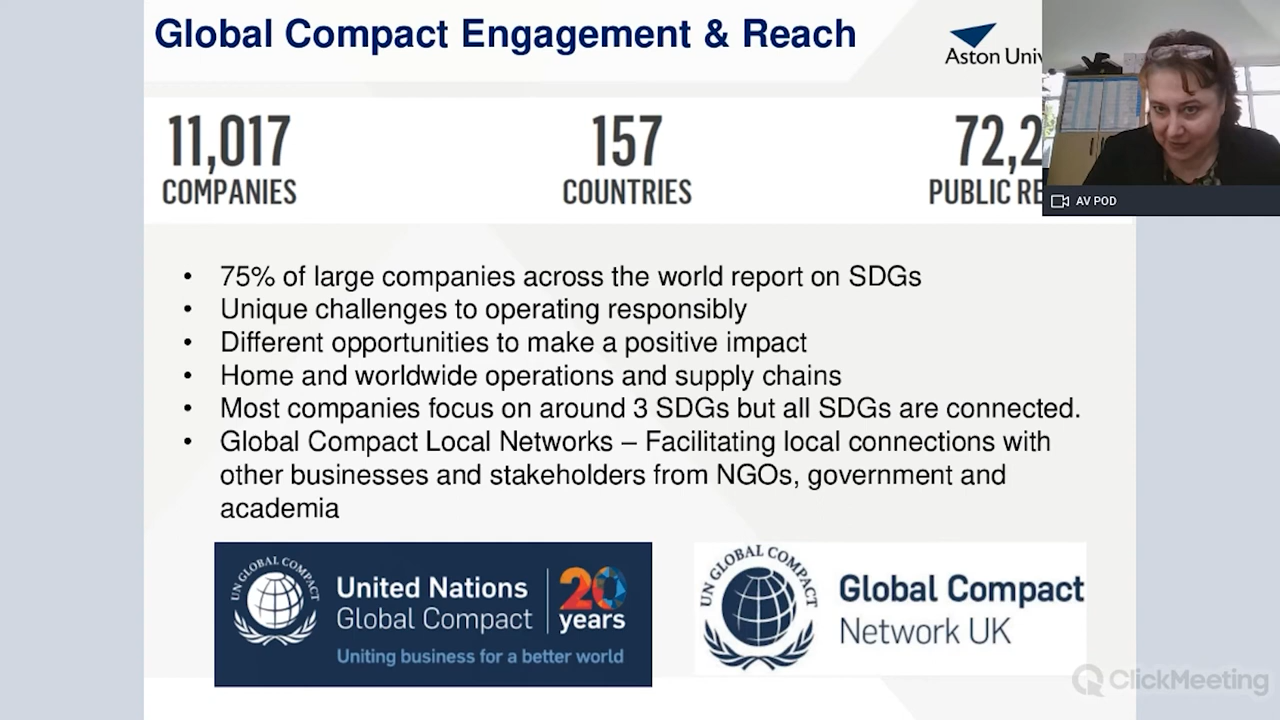 Global Compact Engagement & Reach
Aston
11,017
157
COMPANIES
COUNTRIES
PUBLIC
AV POD
• 75% of large companies across the world report on SDGs
• Unique challenges to operating responsibly
• Different opportunities to make a positive impact
• Home and worldwide operations and supply chains
• Most companies focus on around 3 SDGs but all SDGs are connected.
• Global Compact Local Networks – Facilitating local connections with
other businesses and stakeholders from NGOs, government and
academia
UN GLOBAL COMPACT
United Nations
Global Compact
20
years
Uniting business for a better world
UN GLOBAL COMPACT
Global Compact
Network UK
ClickMeeting